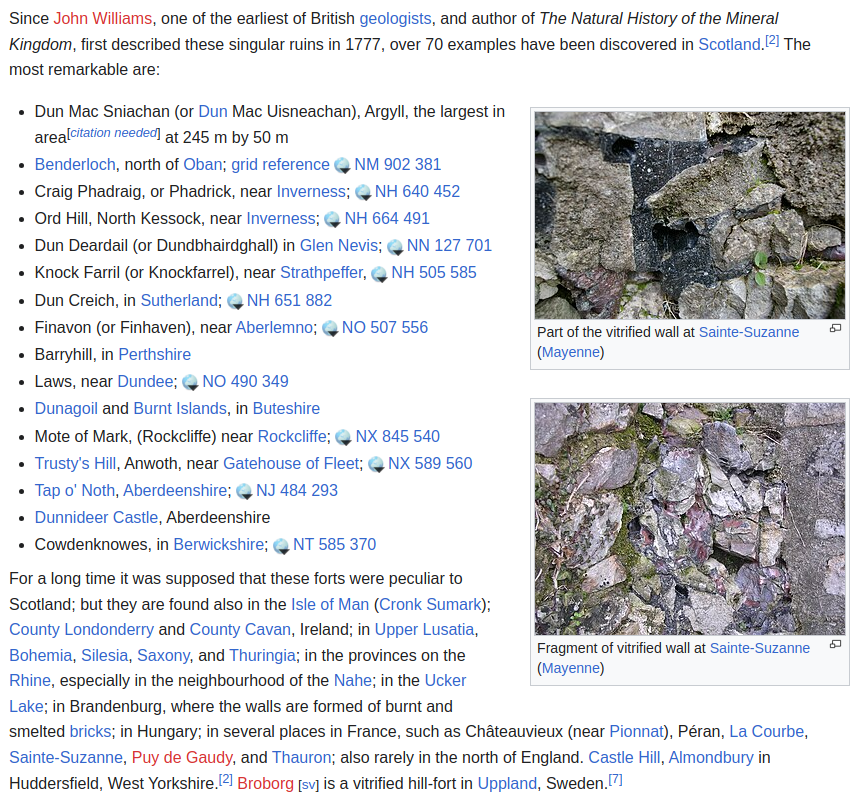 Since John Williams, one of the earliest of British geologists, and author of The Natural History of the Mineral
Kingdom, first described these singular ruins in 1777, over 70 examples have been discovered in Scotland.[2] The
most remarkable are:
Dun Mac Sniachan (or Dun Mac Uisneachan), Argyll, the largest in
area[citation needed] at 245 m by 50 m
Benderloch, north of Oban; grid reference NM 902 381
Craig Phadraig, or Phadrick, near Inverness; NH 640 452
Ord Hill, North Kessock, near Inverness; NH 664 491
Dun Deardail (or Dundbhairdghall) in Glen Nevis; NN 127 701
Knock Farril (or Knockfarrel), near Strathpeffer, NH 505 585
Dun Creich, in Sutherland; NH 651 882
Finavon (or Finhaven), near Aberlemno; NO 507 556
Barryhill, in Perthshire
Laws, near Dundee; NO 490 349
Dunagoil and Burnt Islands, in Buteshire
Mote of Mark, (Rockcliffe) near Rockcliffe; NX 845 540
Trusty's Hill, Anwoth, near Gatehouse of Fleet; NX 589 560
Tap o' Noth, Aberdeenshire; NJ 484 293
Dunnideer Castle, Aberdeenshire
Cowdenknowes, in Berwickshire; NT 585 370
Part of the vitrified wall at Sainte-Suzanne
(Mayenne)
Fragment of vitrified wall at Sainte-Suzanne
(Mayenne)
For a long time it was supposed that these forts were peculiar to
Scotland; but they are found also in the Isle of Man (Cronk Sumark);
County Londonderry and County Cavan, Ireland; in Upper Lusatia,
Bohemia, Silesia, Saxony, and Thuringia; in the provinces on the
Rhine, especially in the neighbourhood of the Nahe; in the Ucker
Lake; in Brandenburg, where the walls are formed of burnt and
smelted bricks; in Hungary; in several places in France, such as Châteauvieux (near Pionnat), Péran, La Courbe,
Sainte-Suzanne, Puy de Gaudy, and Thauron; also rarely in the north of England. Castle Hill, Almondbury in
Huddersfield, West Yorkshire.[2] Broborg [sv] is a vitrified hill-fort in Uppland, Sweden.[7]